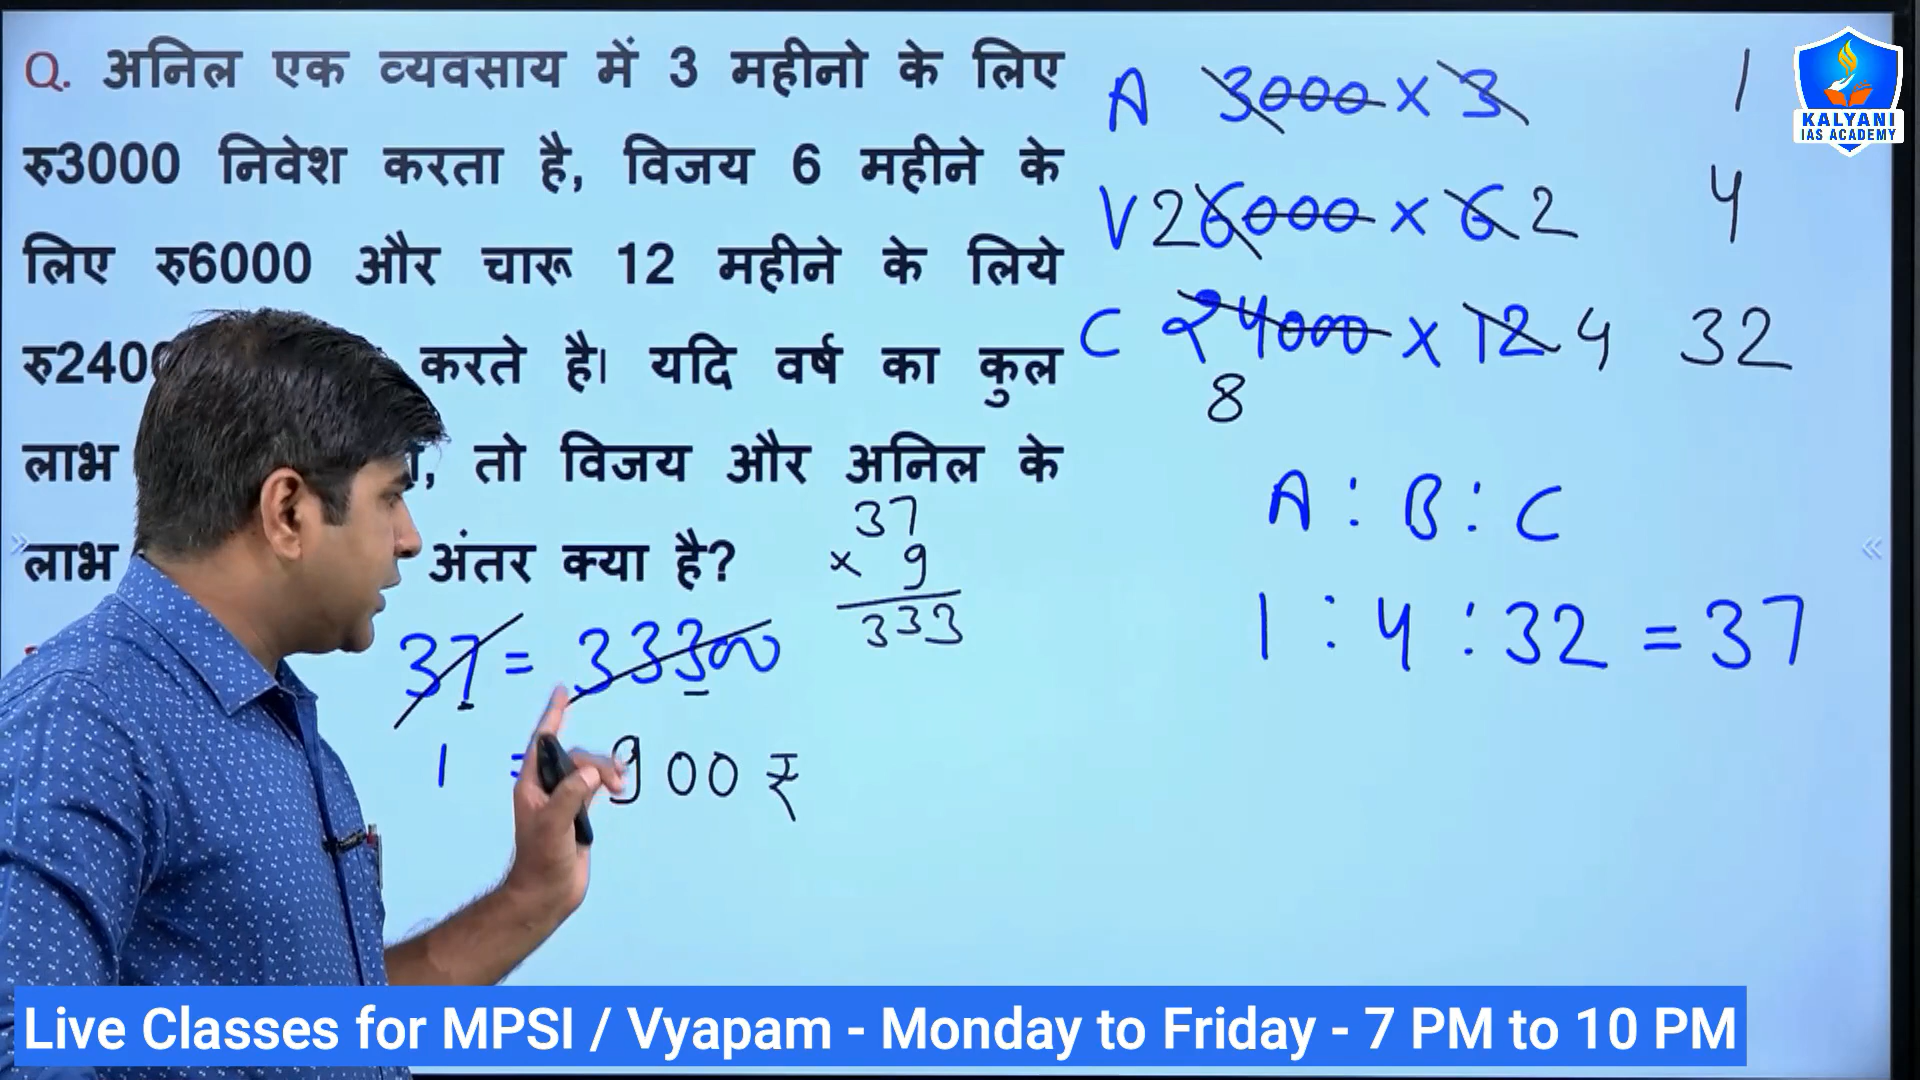 Q. अनिल एक व्यवसाय में 3 महीनो के लिए
रु3000 निवेश करता है, विजय 6 महीने के
लिए रु6000 और चारू 12 महीने के लिये
रु240 करते है। यदि वर्ष का कुल
लाभ , तो विजय और अनिल के
लाभ अंतर क्या है?
37
× 9
333
37 = 33300
1 = 900 ₹
A 3000 × 3 1
V 2 6000 × 6 2 4
C 24000 × 12 4 32
8
A : B : C
1 : 4 : 32 = 37
KALYANI
IAS ACADEMY
Live Classes for MPSI / Vyapam - Monday to Friday - 7 PM to 10 PM